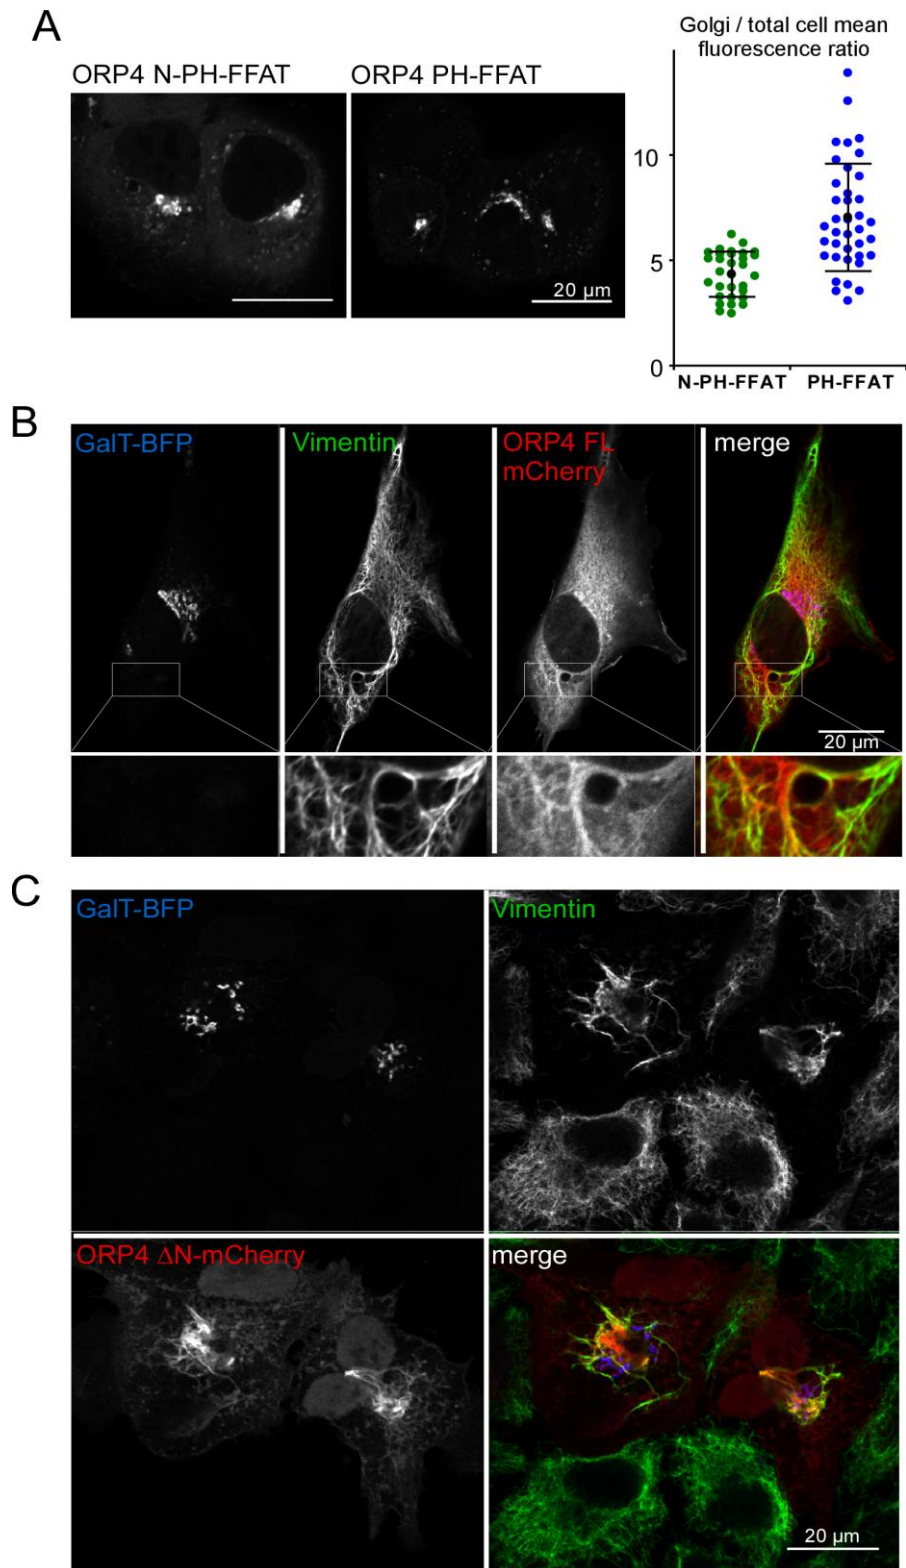 A
ORP4 N-PH-FFAT
ORP4 PH-FFAT
20 µm
Golgi / total cell mean
fluorescence ratio
10
5
0
N-PH-FFAT
PH-FFAT
B
GalT-BFP
Vimentin
ORP4 FL
mCherry
merge
20 µm
C
GalT-BFP
Vimentin
ORP4 ΔN-mCherry
merge
20 µm